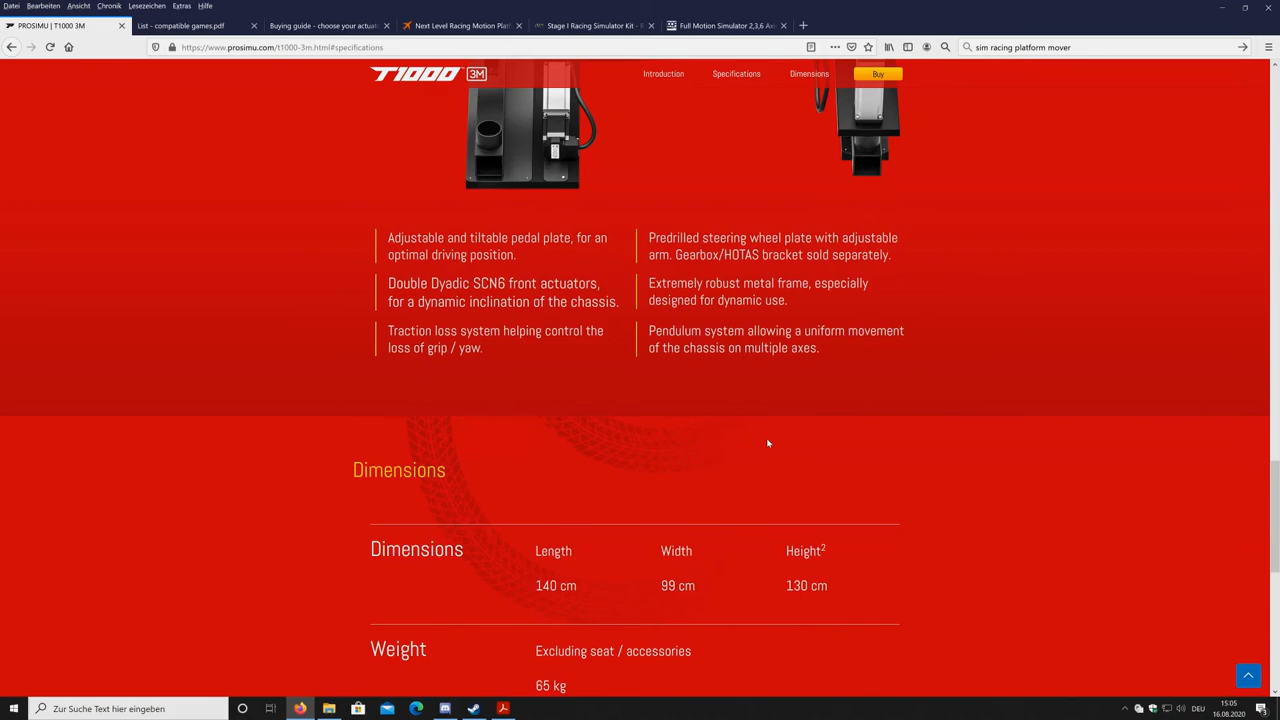 Datei Bearbeiten Ansicht Chronik Lesezeichen Extras Hilfe
PROSIMU | T1000 3M
List - compatible games.pdf
Buying guide - choose your actuat
Next Level Racing Motion Platf
Stage I Racing Simulator Kit - R
Full Motion Simulator 2,3,6 Axi
https://www.prosimu.com/t1000-3m.html#specifications
sim racing platform mover
T1000 3M
Introduction Specifications Dimensions Buy
Adjustable and tiltable pedal plate, for an
optimal driving position.
Predrilled steering wheel plate with adjustable
arm. Gearbox/HOTAS bracket sold separately.
Double Dyadic SCN6 front actuators,
for a dynamic inclination of the chassis.
Extremely robust metal frame, especially
designed for dynamic use.
Traction loss system helping control the
loss of grip / yaw.
Pendulum system allowing a uniform movement
of the chassis on multiple axes.
Dimensions
Dimensions Length Width Height²
140 cm 99 cm 130 cm
Weight Excluding seat / accessories
65 kg
Zur Suche Text hier eingeben
DEU
15:05
16.08.2020
3